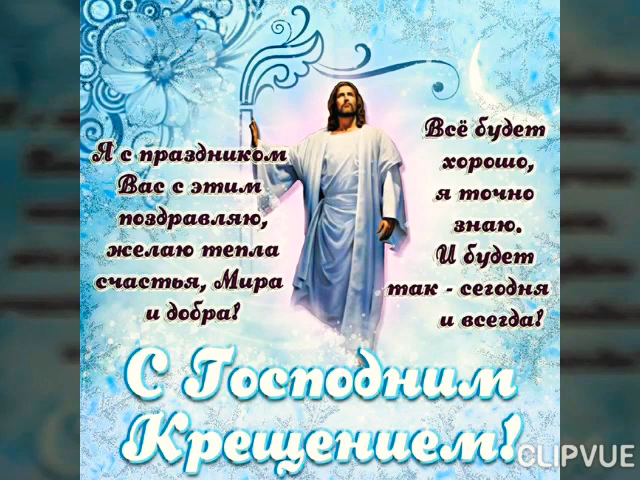 Я с праздником
Вас с этим
поздравляю,
желаю тепла
счастья, Мира
и добра!
Всё будет
хорошо,
я точно
знаю.
И будет
так - сегодня
и всегда!
С Господним
Крещением!
CLIPVUE